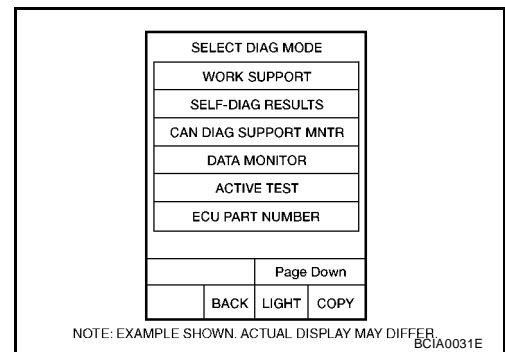 SELECT DIAG MODE
WORK SUPPORT
SELF-DIAG RESULTS
CAN DIAG SUPPORT MNTR
DATA MONITOR
ACTIVE TEST
ECU PART NUMBER
Page Down
BACK LIGHT COPY
NOTE: EXAMPLE SHOWN. ACTUAL DISPLAY MAY DIFFER.
BCIA0031E